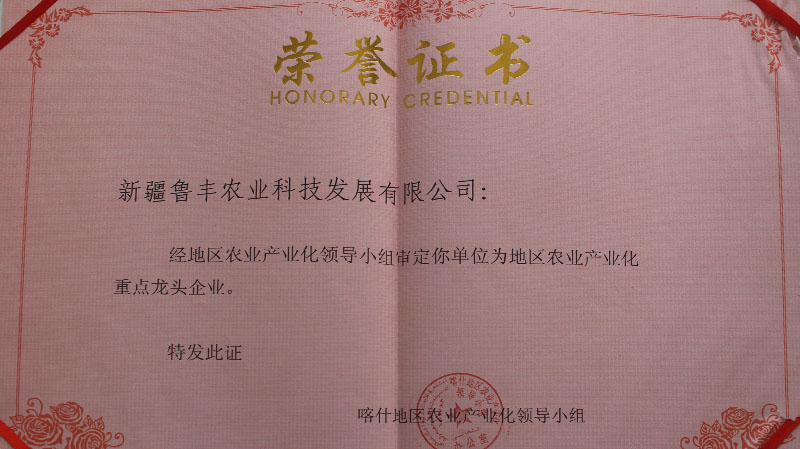 荣誉证书
HONORARY CREDENTIAL
新疆鲁丰农业科技发展有限公司：
经地区农业产业化领导小组审定你单位为地区农业产业化
重点龙头企业。
特发此证
喀什地区农业产业化领导小组